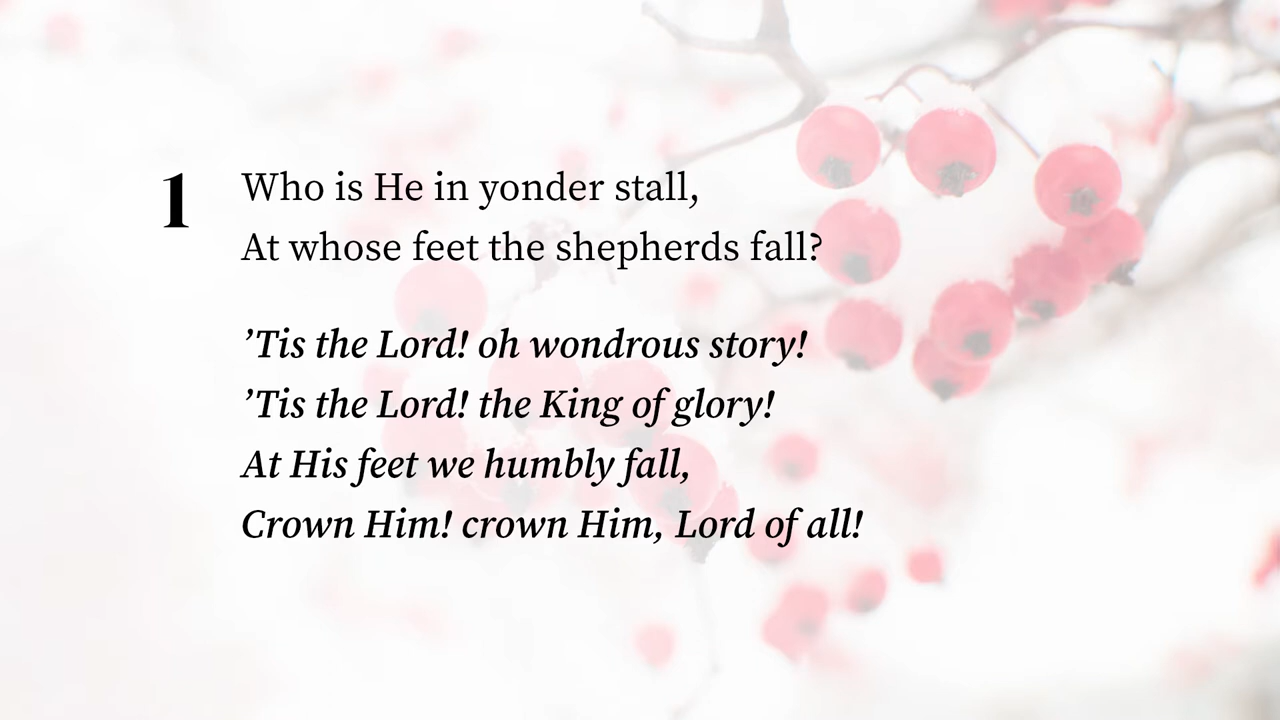 1
Who is He in yonder stall,
At whose feet the shepherds fall?
’Tis the Lord! oh wondrous story!
’Tis the Lord! the King of glory!
At His feet we humbly fall,
Crown Him! crown Him, Lord of all!